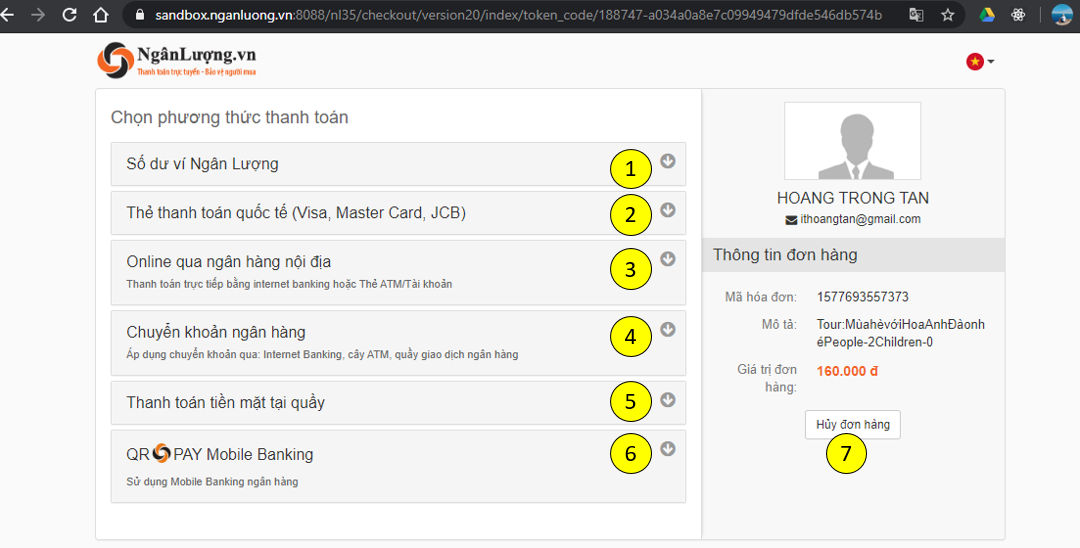 sandbox.nganluong.vn:8088/nl35/checkout/version20/index/token_code/188747-a034a0a8e7c09949479dfde546db574b
NgânLượng.vn
Thanh toán trực tuyến - Bảo vệ người mua
Chọn phương thức thanh toán
Số dư ví Ngân Lượng
1
Thẻ thanh toán quốc tế (Visa, Master Card, JCB)
2
Online qua ngân hàng nội địa
Thanh toán trực tiếp bằng internet banking hoặc Thẻ ATM/Tài khoản
3
Chuyển khoản ngân hàng
Áp dụng chuyển khoản qua: Internet Banking, cây ATM, quầy giao dịch ngân hàng
4
Thanh toán tiền mặt tại quầy
5
QR PAY Mobile Banking
Sử dụng Mobile Banking ngân hàng
6
HOANG TRONG TAN
ithoangtan@gmail.com
Thông tin đơn hàng
Mã hóa đơn: 1577693557373
Mô tả: Tour:MùahèvớiHoaAnhĐàonh
éPeople-2Children-0
Giá trị đơn 160.000 đ
hàng:
Hủy đơn hàng
7